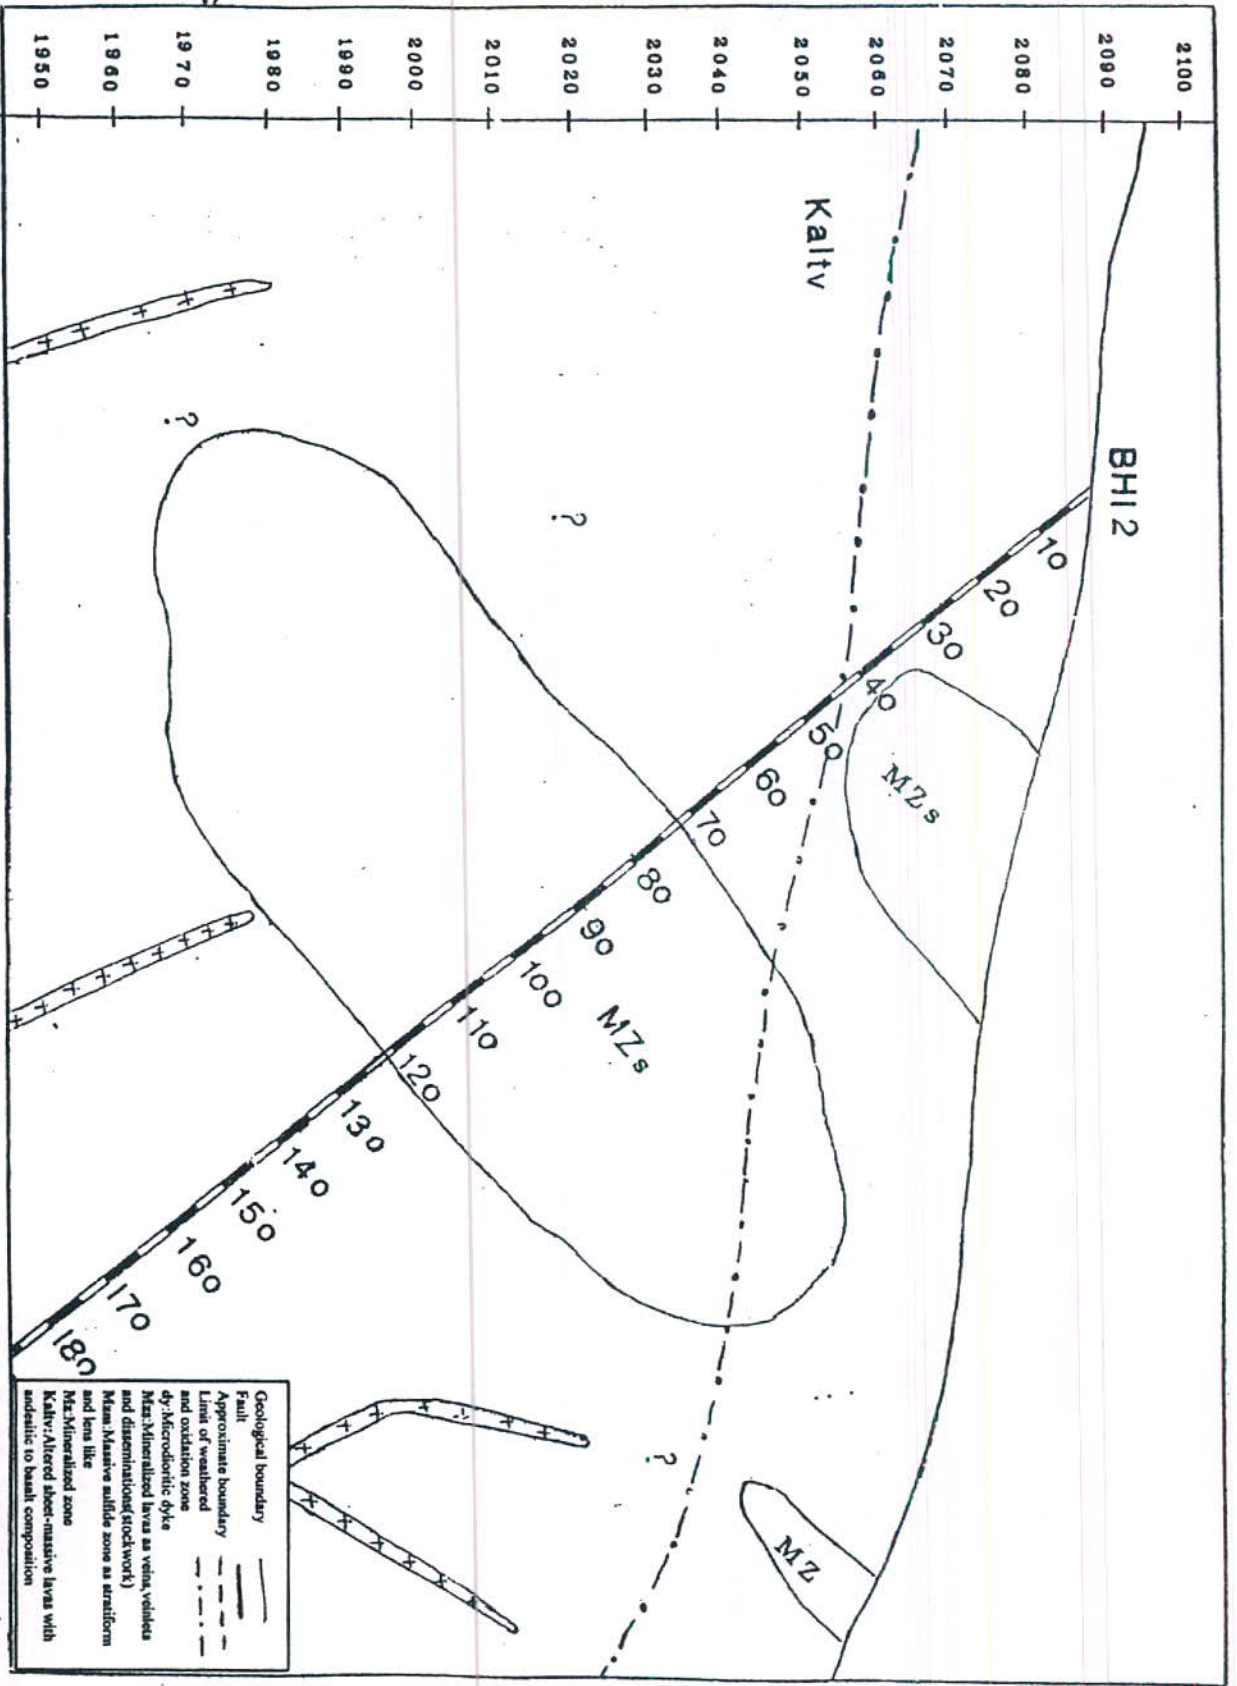 2100
2090
2080
2070
2060
2050
2040
2030
2020
2010
2000
1990
1980
1970
1960
1950
BH12
Kaltv
10
20
30
40
50
60
70
80
90
100
110
120
130
140
150
160
170
180
MZs
MZs
MZ
?
?
?
Geological boundary
Fault
Approximate boundary
Limit of weathered
and oxidation zone
dy:Microdioritic dyke
Mzs:Mineralized lavas as veins,veinlets
and disseminations(stockwork)
Mzm:Massive sulfide zone as stratiform
and lens like
Mz:Mineralized zone
Kaltv:Altered sheet-massive lavas with
andesitic to basalt composition